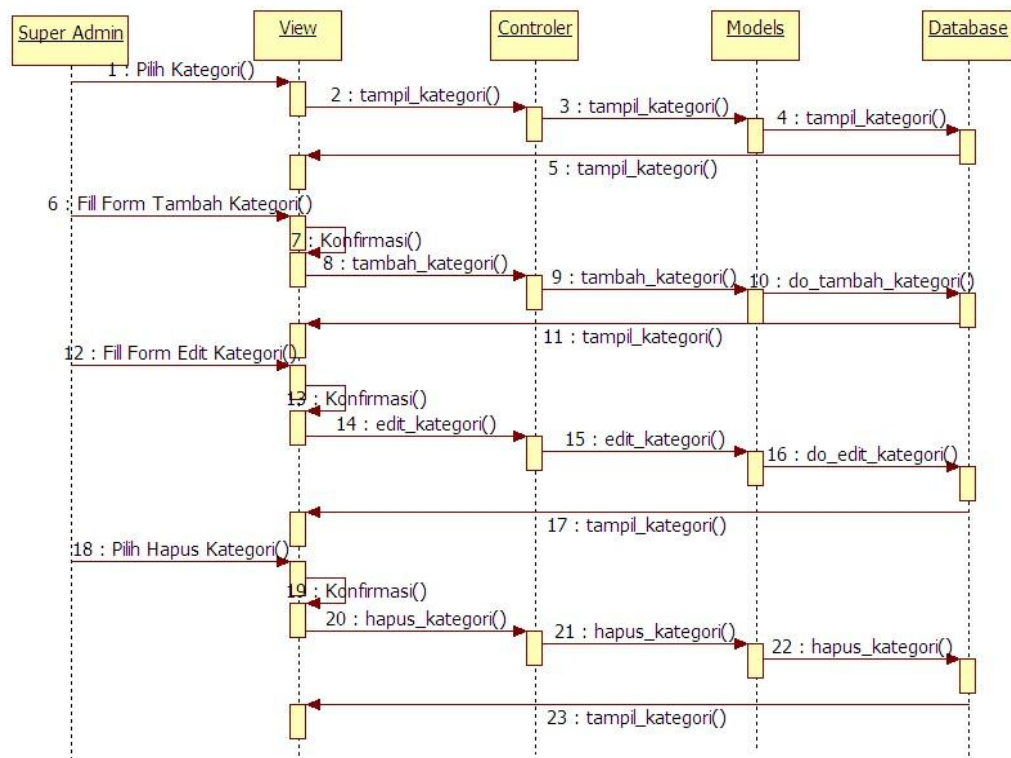 Super Admin
View
Controler
Models
Database
1 : Pilih Kategori()
2 : tampil_kategori()
3 : tampil_kategori()
4 : tampil_kategori()
5 : tampil_kategori()
6 : Fill Form Tambah Kategori()
7 : Konfirmasi()
8 : tambah_kategori()
9 : tambah_kategori()
10 : do_tambah_kategori()
11 : tampil_kategori()
12 : Fill Form Edit Kategori()
13 : Konfirmasi()
14 : edit_kategori()
15 : edit_kategori()
16 : do_edit_kategori()
17 : tampil_kategori()
18 : Pilih Hapus Kategori()
19 : Konfirmasi()
20 : hapus_kategori()
21 : hapus_kategori()
22 : hapus_kategori()
23 : tampil_kategori()